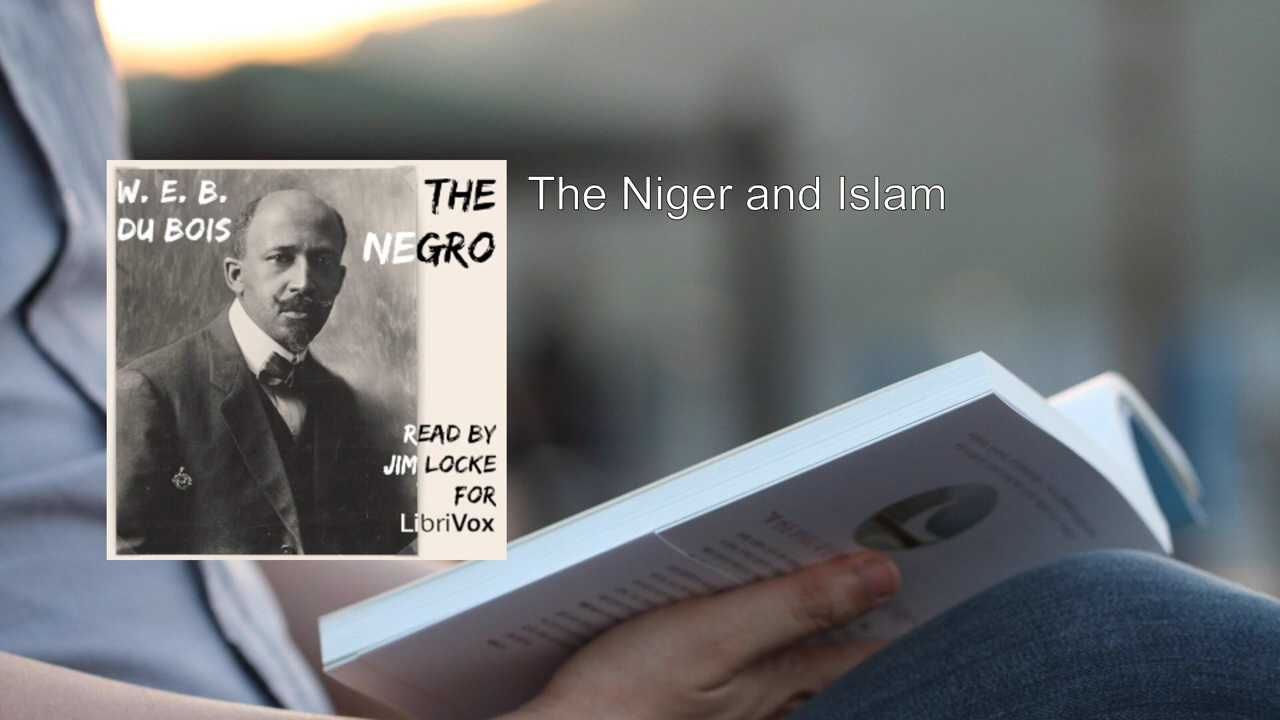 W. E. B.
DU BOIS
THE
NEGRO
READ BY
JIM LOCKE
FOR
LibriVox
The Niger and Islam